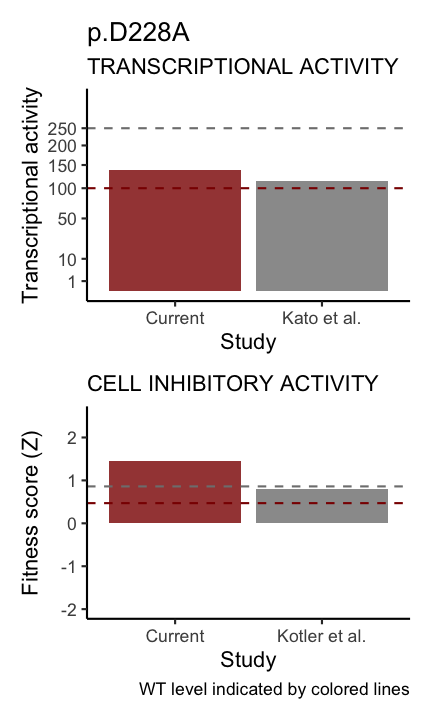 p.D228A
TRANSCRIPTIONAL ACTIVITY
Transcriptional activity
250
200
150
100
50
10
1
Current
Kato et al.
Study
CELL INHIBITORY ACTIVITY
Fitness score (Z)
2
1
0
-1
-2
Current
Kotler et al.
Study
WT level indicated by colored lines